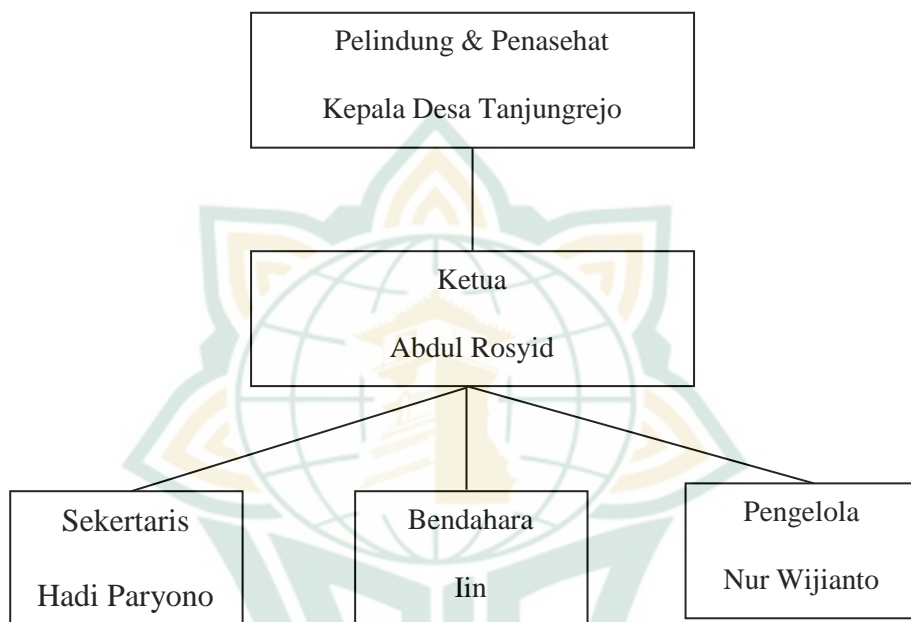 Pelindung & Penasehat
Kepala Desa Tanjungrejo
Ketua
Abdul Rosyid
Sekertaris
Hadi Paryono
Bendahara
Iin
Pengelola
Nur Wijianto